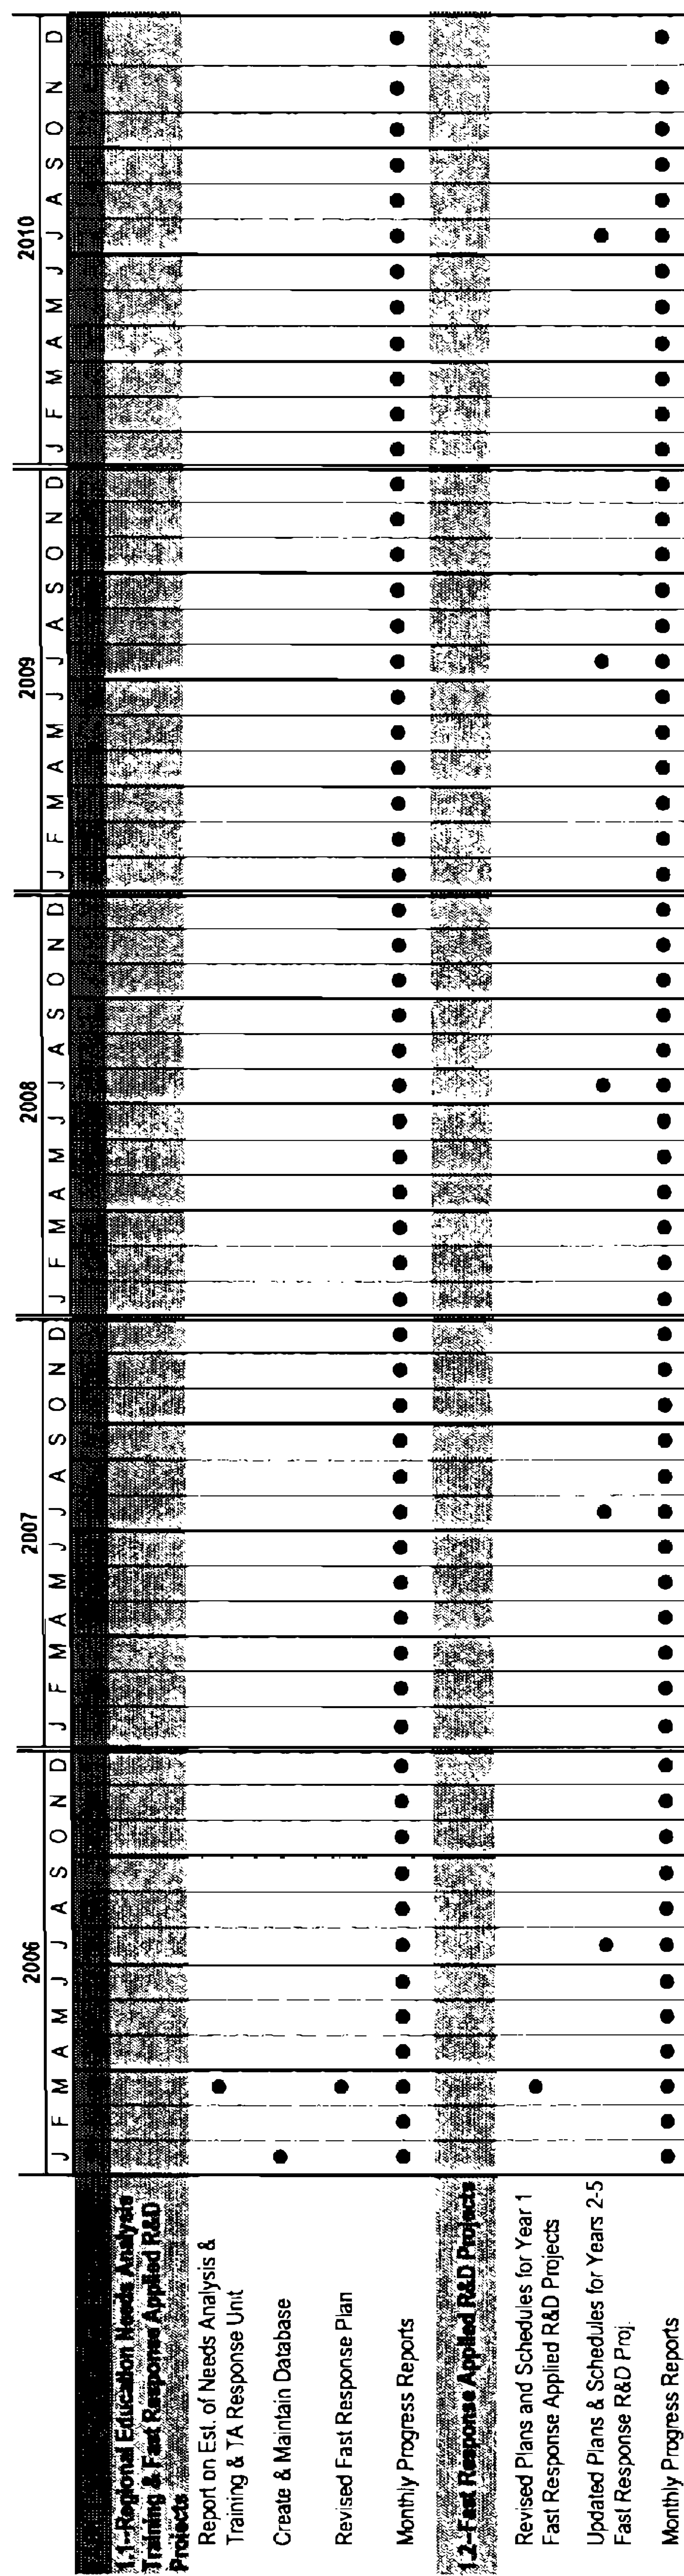 2006 2007 2008 2009 2010
J F M A M J J A S O N D J F M A M J J A S O N D J F M A M J J A S O N D J F M A M J J A S O N D J F M A M J J A S O N D
1.1–Regional Education Needs Analysis
Training & Fast Response Applied R&D
Projects
Report on Est. of Needs Analysis &
Training & TA Response Unit
Create & Maintain Database
Revised Fast Response Plan
Monthly Progress Reports
1.2–Fast Response Applied R&D Projects
Revised Plans and Schedules for Year 1
Fast Response Applied R&D Projects
Updated Plans & Schedules for Years 2-5
Fast Response R&D Proj.
Monthly Progress Reports